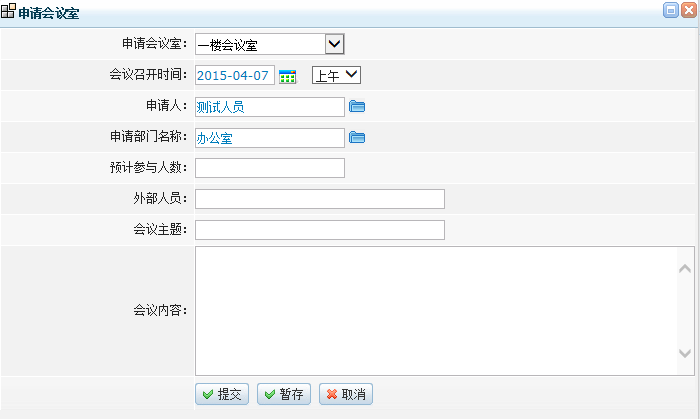 申请会议室
申请会议室： 一楼会议室
会议召开时间： 2015-04-07 上午
申请人： 测试人员
申请部门名称： 办公室
预计参与人数：
外部人员：
会议主题：
会议内容：
提交 暂存 取消